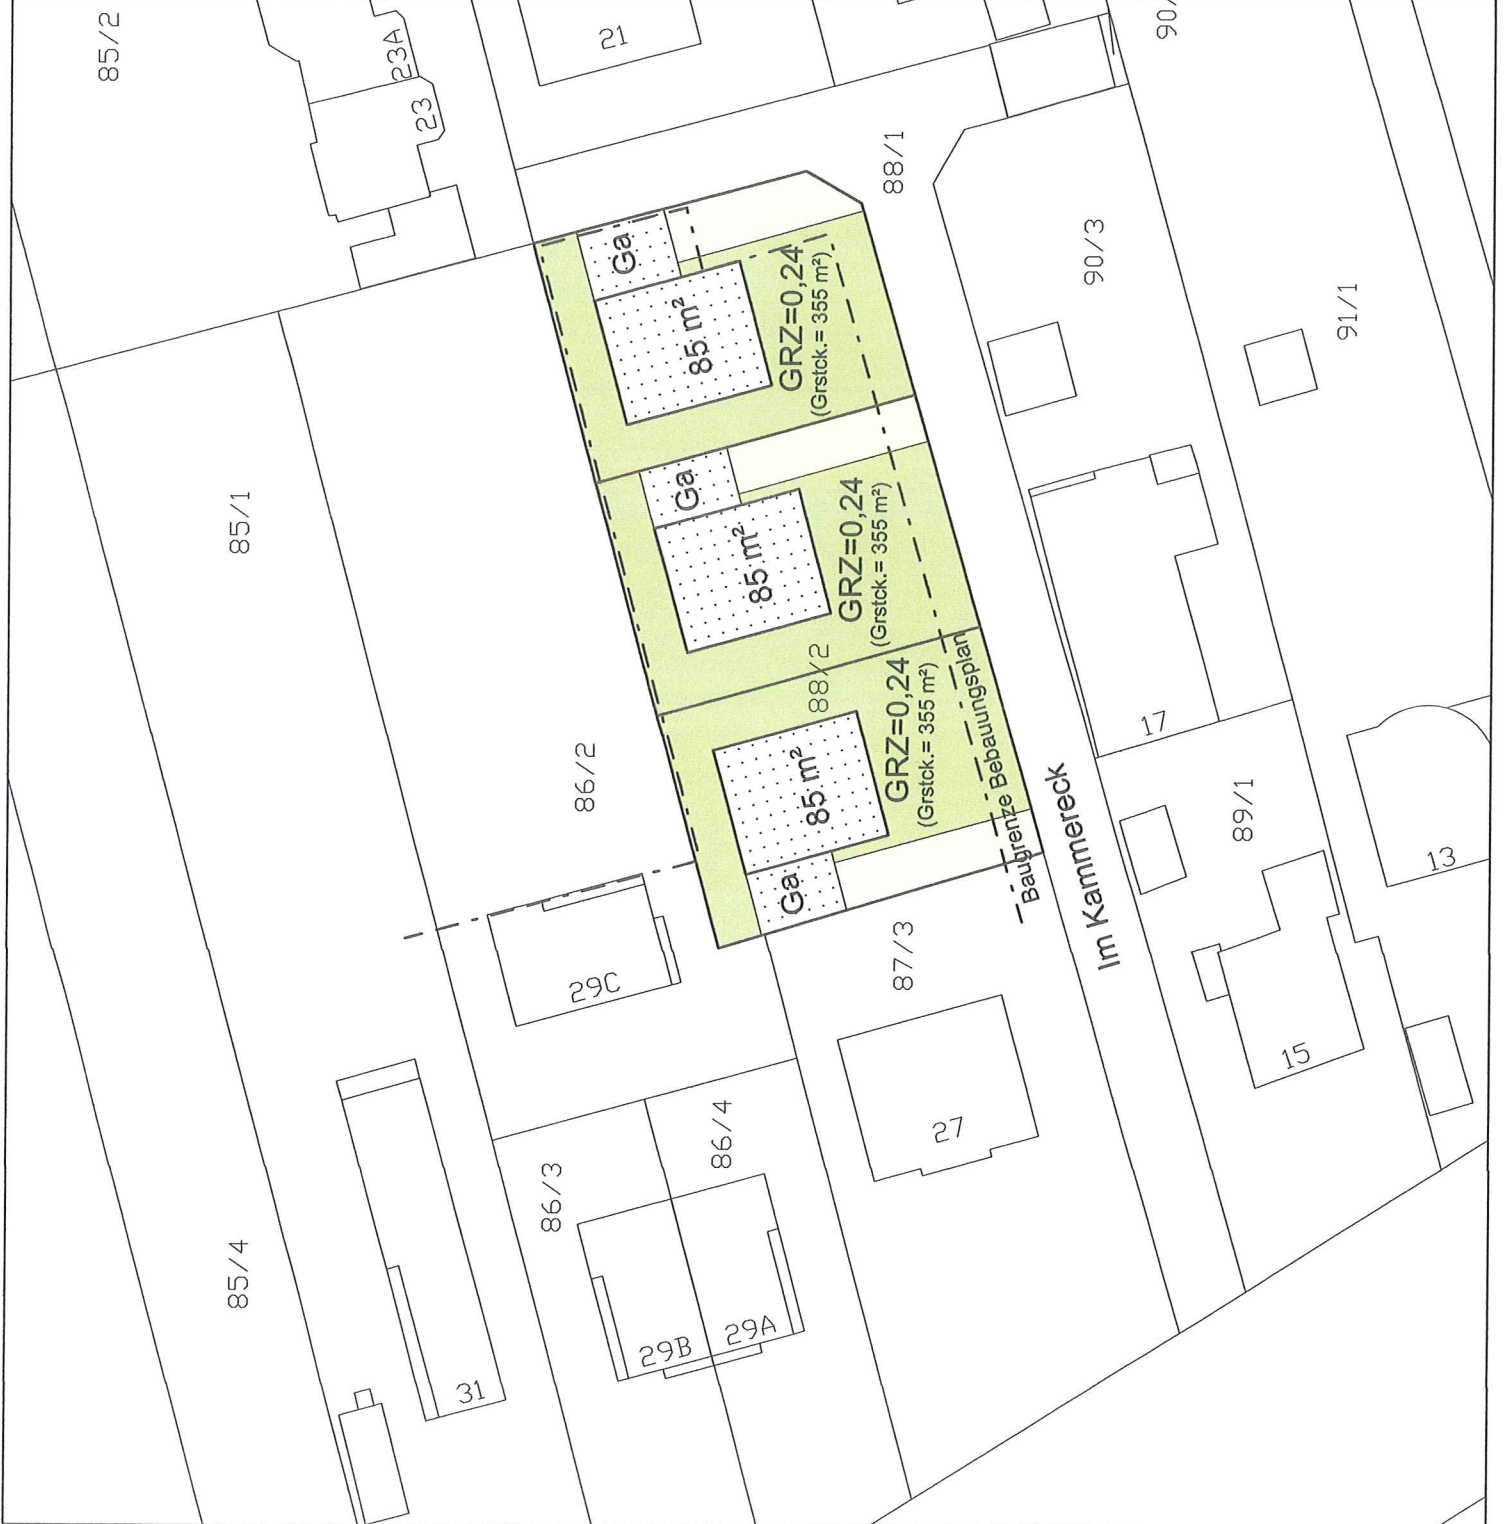 85/2
23A
23
21
90/
88/1
90/3
91/1
85/1
86/2
Ga
85 m²
GRZ=0,24
(Grstck.= 355 m²)
Ga
85 m²
GRZ=0,24
(Grstck.= 355 m²)
88/2
85 m²
GRZ=0,24
(Grstck.= 355 m²)
Ga
Baugrenze Bebauungsplan
Im Kammereck
17
89/1
13
15
29C
87/3
27
86/4
86/3
29B
29A
31
85/4